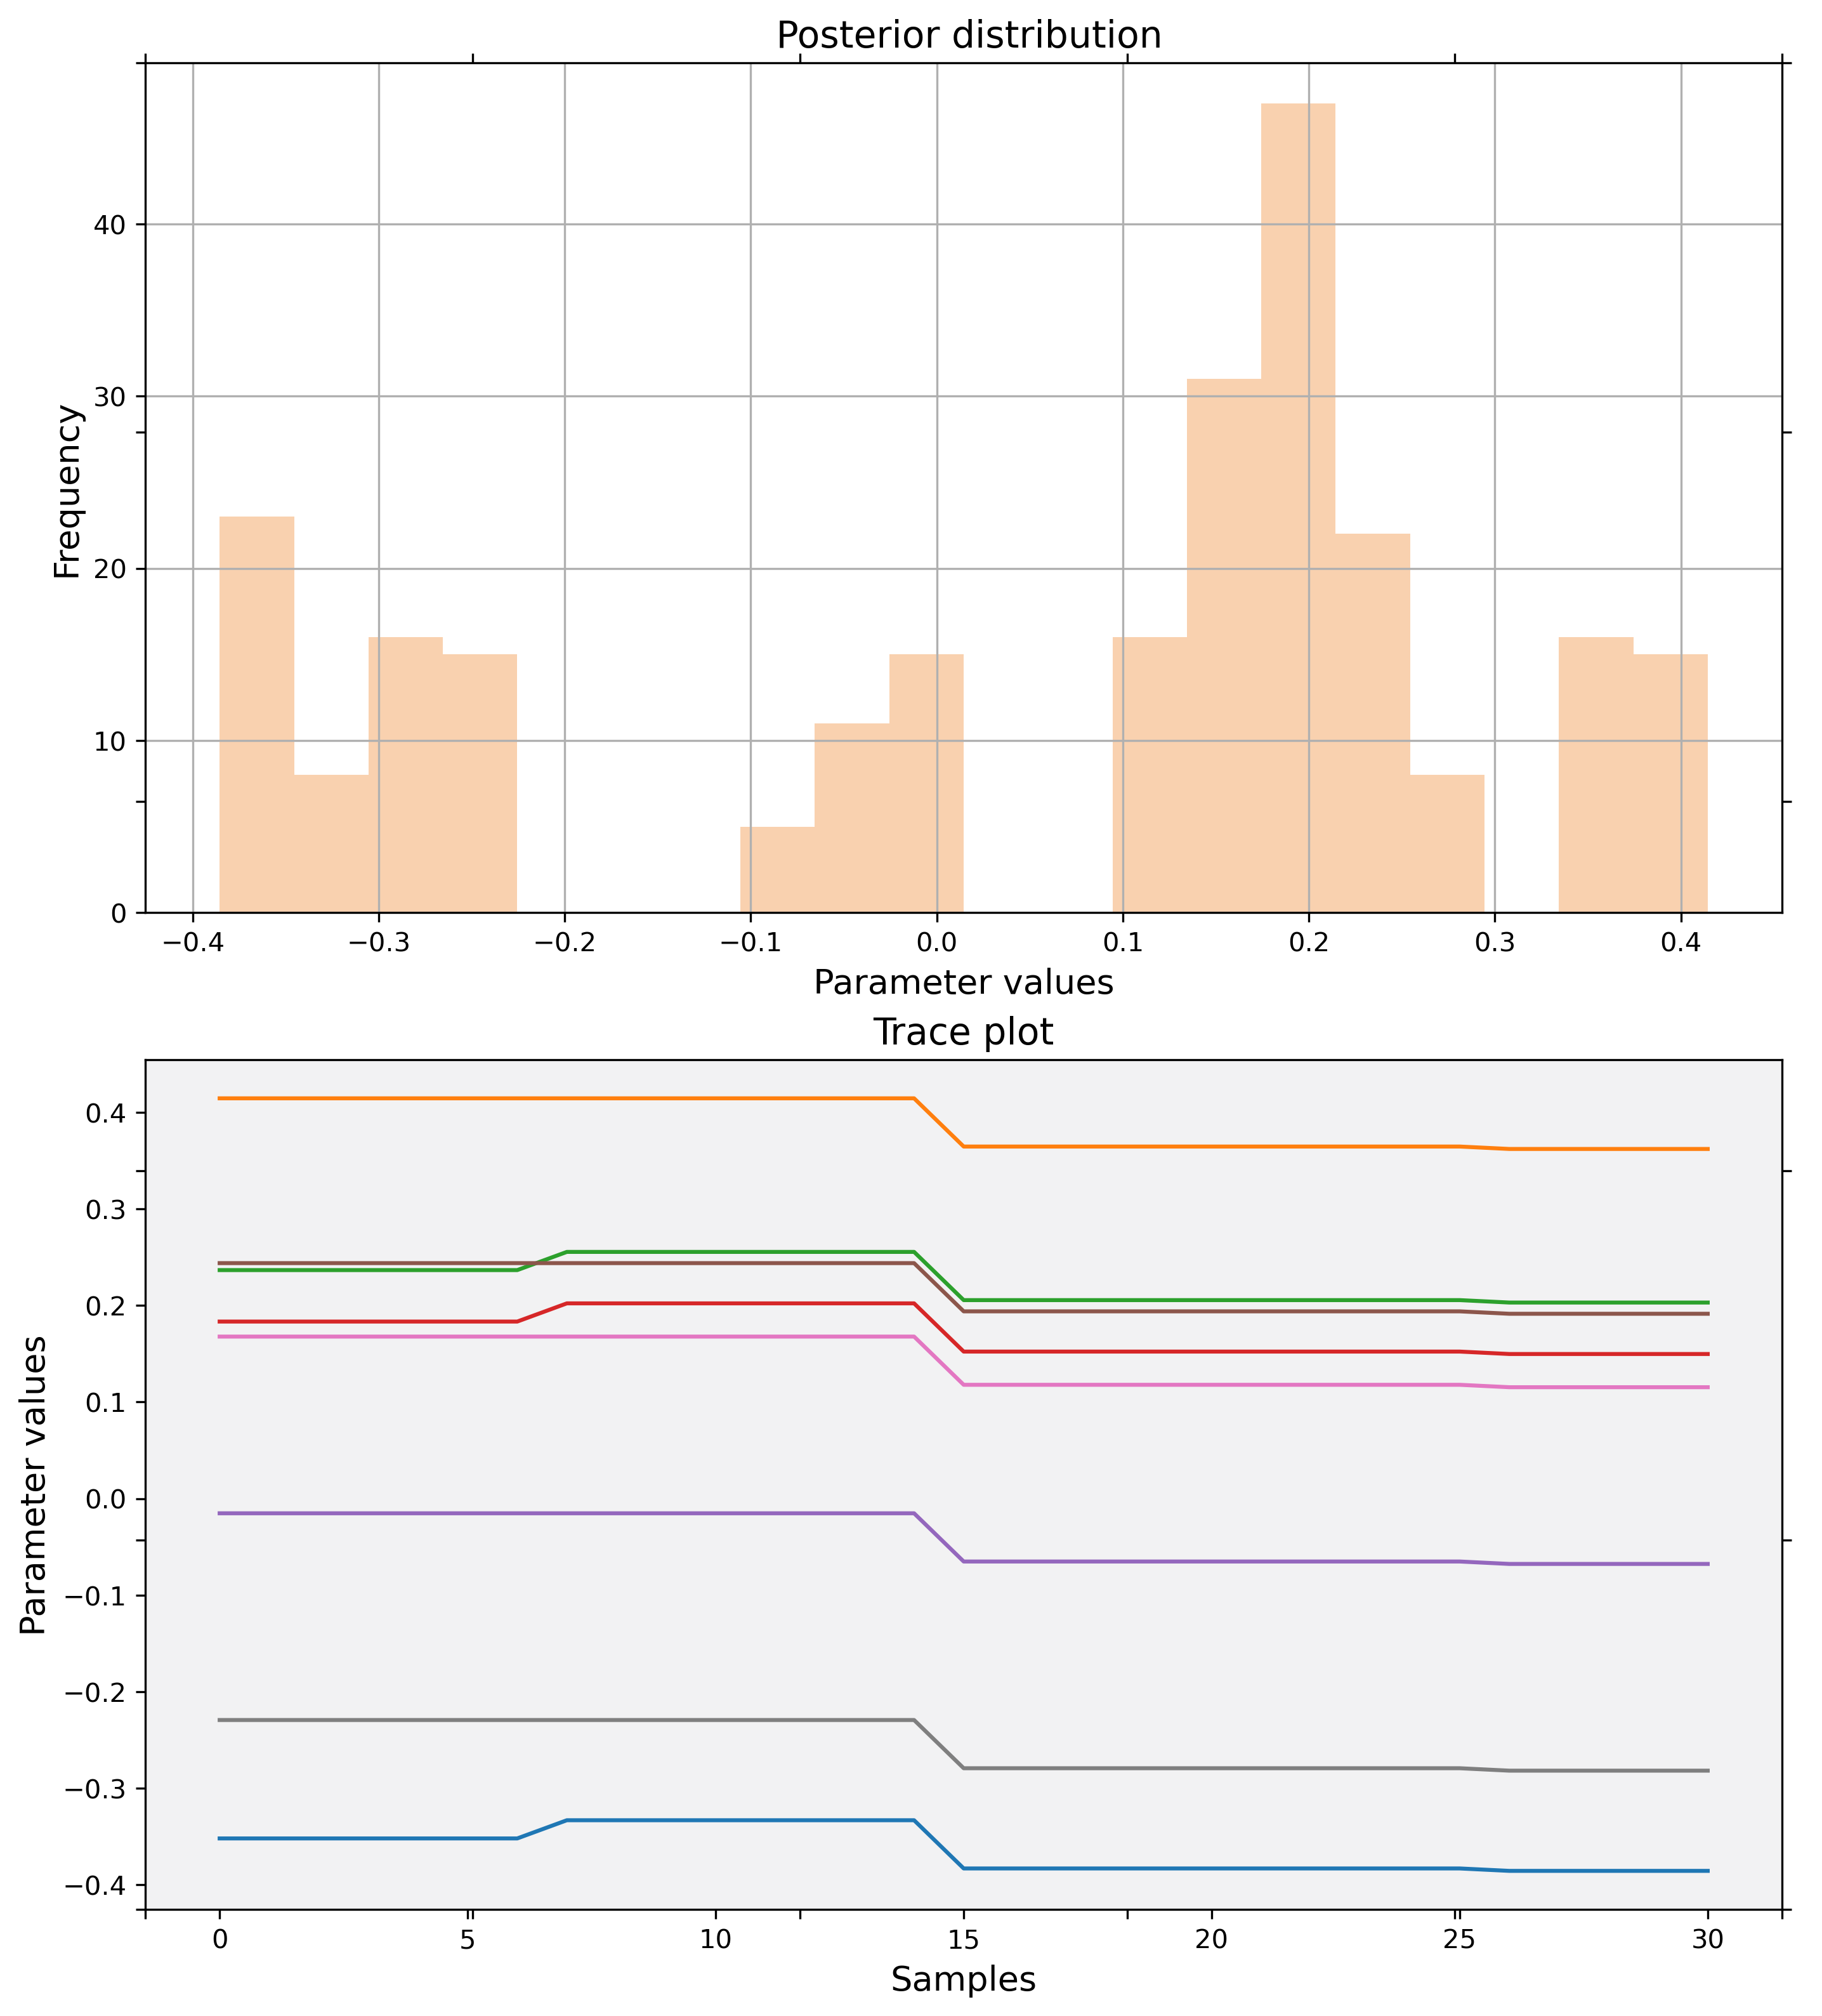 Posterior distribution
Frequency
40
30
20
10
0
−0.4 −0.3 −0.2 −0.1 0.0 0.1 0.2 0.3 0.4
Parameter values
Trace plot
Parameter values
0.4
0.3
0.2
0.1
0.0
−0.1
−0.2
−0.3
−0.4
0 5 10 15 20 25 30
Samples